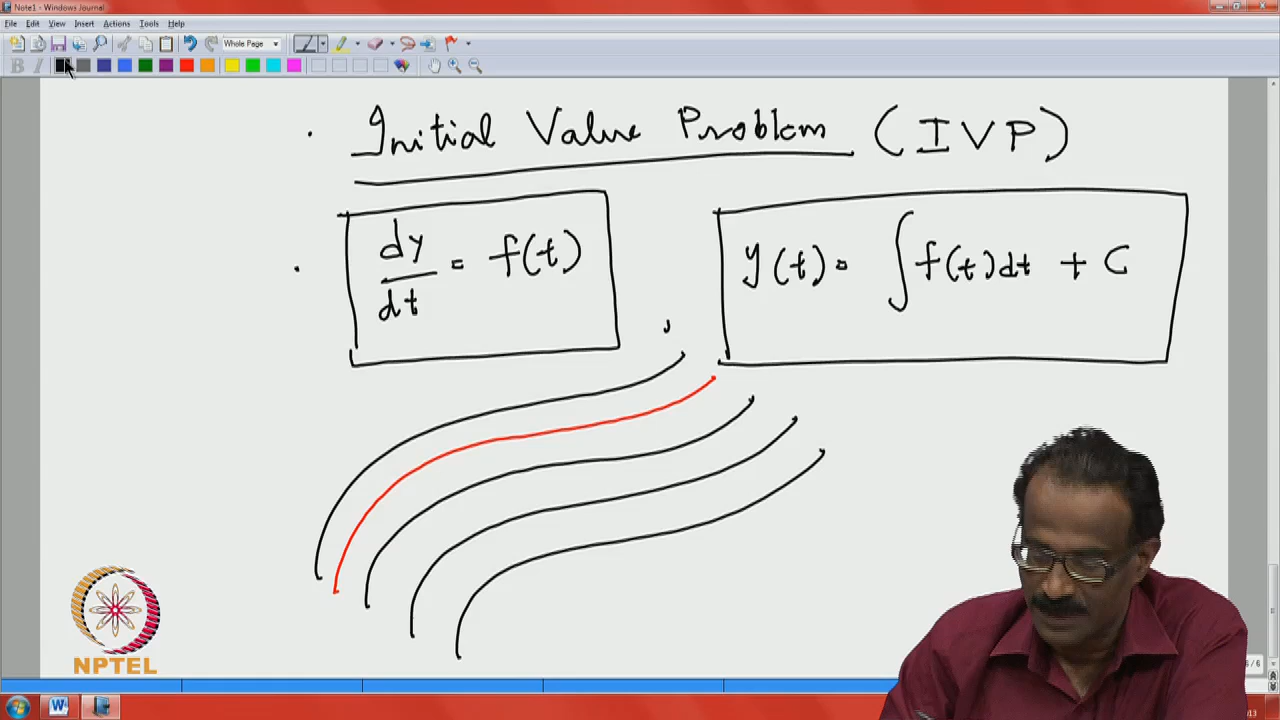 Note1 - Windows Journal
File Edit View Insert Actions Tools Help
Whole Page
B I
Initial Value Problem (IVP)
dy/dt = f(t)
y(t) = ∫f(t)dt + C
NPTEL